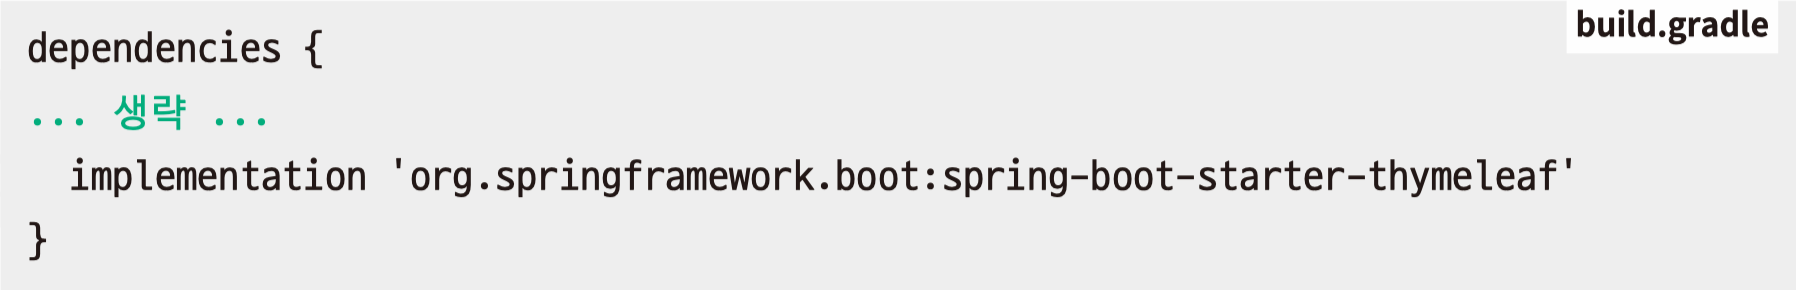 build.gradle
dependencies {
... 생략 ...
  implementation 'org.springframework.boot:spring-boot-starter-thymeleaf'
}